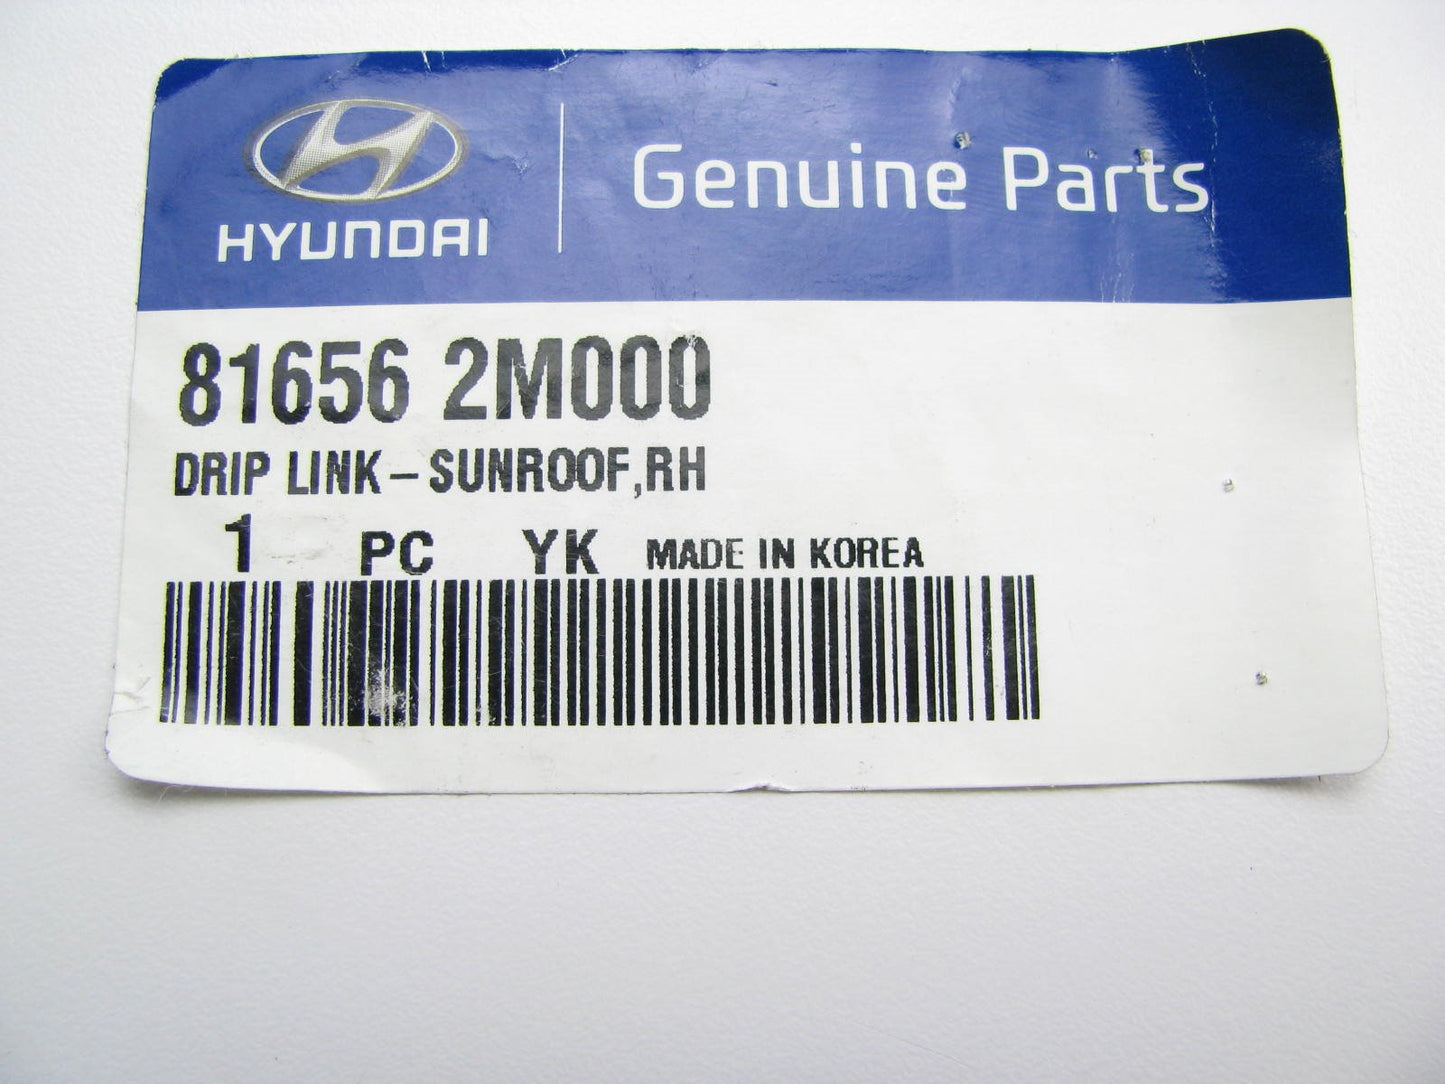 HYUNDAI
Genuine Parts
81656 2M000
DRIP LINK-SUNROOF,RH
1 PC YK MADE IN KOREA